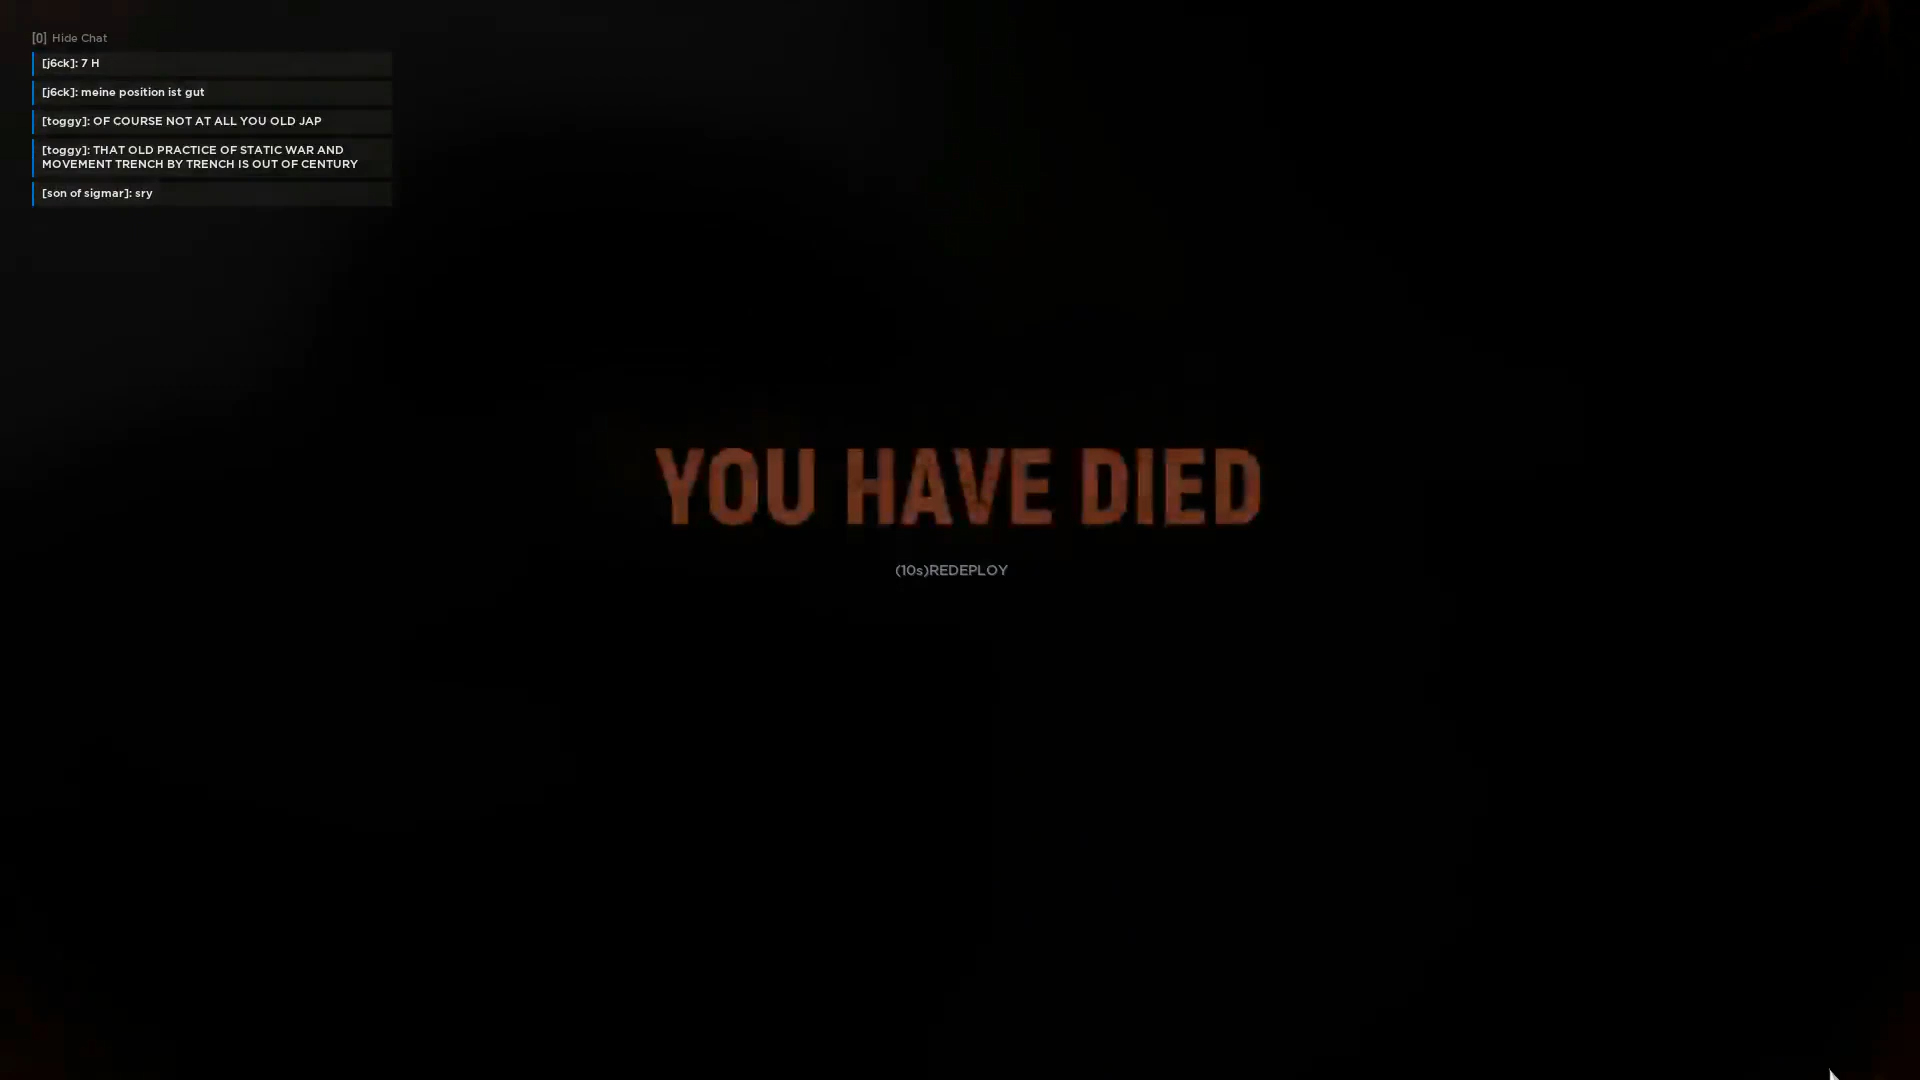 [0] Hide Chat
[j6ck]: 7 H
[j6ck]: meine position ist gut
[toggy]: OF COURSE NOT AT ALL YOU OLD JAP
[toggy]: THAT OLD PRACTICE OF STATIC WAR AND
MOVEMENT TRENCH BY TRENCH IS OUT OF CENTURY
[son of sigmar]: sry
YOU HAVE DIED
(10s)REDEPLOY